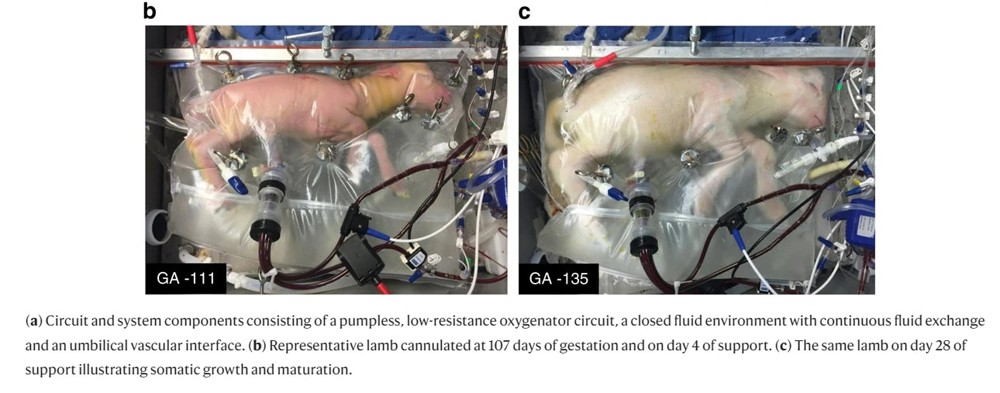 b
c
GA -111
GA -135
(a) Circuit and system components consisting of a pumpless, low-resistance oxygenator circuit, a closed fluid environment with continuous fluid exchange
and an umbilical vascular interface. (b) Representative lamb cannulated at 107 days of gestation and on day 4 of support. (c) The same lamb on day 28 of
support illustrating somatic growth and maturation.